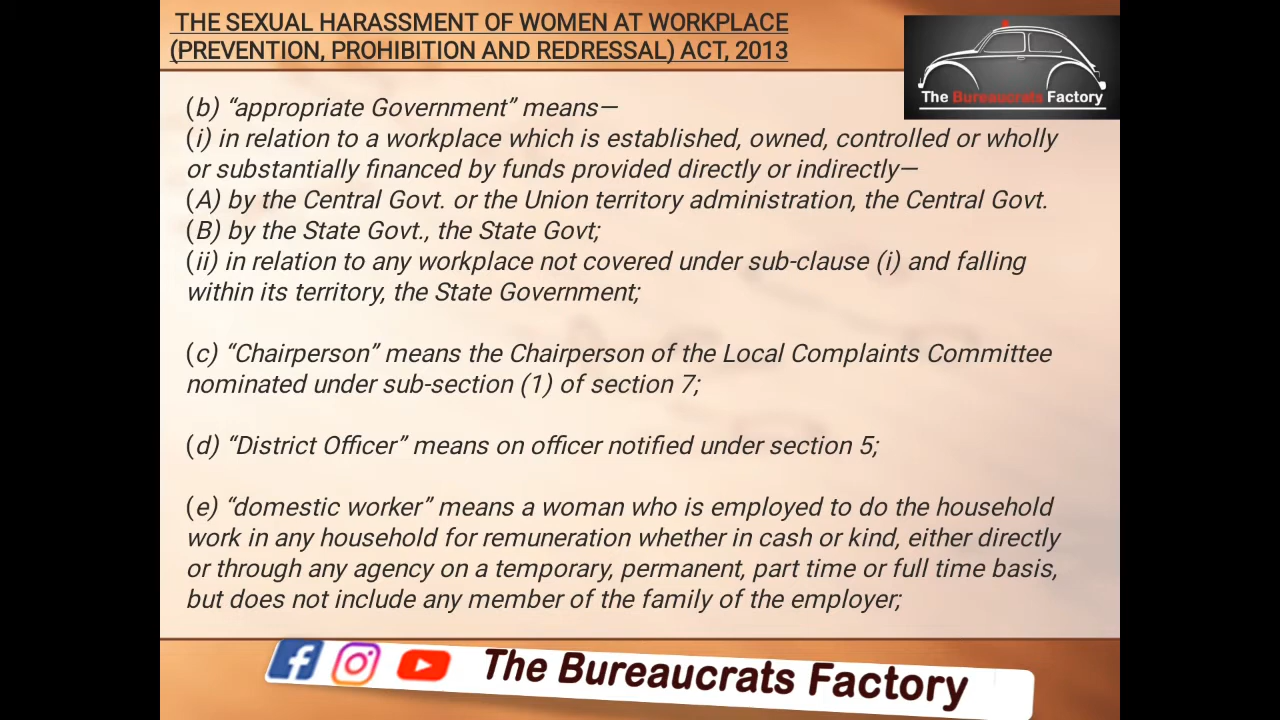 THE SEXUAL HARASSMENT OF WOMEN AT WORKPLACE
(PREVENTION, PROHIBITION AND REDRESSAL) ACT, 2013
The Bureaucrats Factory
(b) “appropriate Government” means—
(i) in relation to a workplace which is established, owned, controlled or wholly
or substantially financed by funds provided directly or indirectly—
(A) by the Central Govt. or the Union territory administration, the Central Govt.
(B) by the State Govt., the State Govt;
(ii) in relation to any workplace not covered under sub-clause (i) and falling
within its territory, the State Government;
(c) “Chairperson” means the Chairperson of the Local Complaints Committee
nominated under sub-section (1) of section 7;
(d) “District Officer” means on officer notified under section 5;
(e) “domestic worker” means a woman who is employed to do the household
work in any household for remuneration whether in cash or kind, either directly
or through any agency on a temporary, permanent, part time or full time basis,
but does not include any member of the family of the employer;
The Bureaucrats Factory